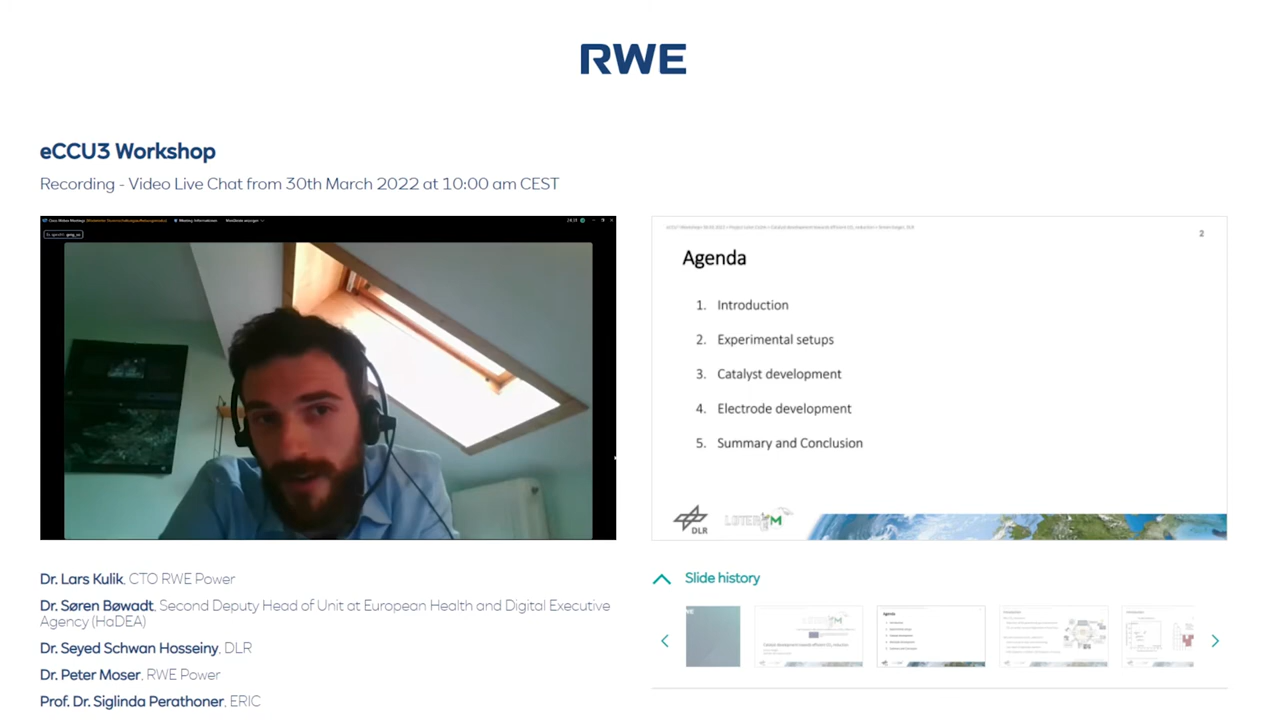 RWE
eCCU3 Workshop
Recording - Video Live Chat from 30th March 2022 at 10:00 am CEST
2
Agenda
1. Introduction
2. Experimental setups
3. Catalyst development
4. Electrode development
5. Summary and Conclusion
DLR
Dr. Lars Kulik, CTO RWE Power
Dr. Søren Bøwadt, Second Deputy Head of Unit at European Health and Digital Executive
Agency (HaDEA)
Dr. Seyed Schwan Hosseiny, DLR
Dr. Peter Moser, RWE Power
Prof. Dr. Siglinda Perathoner, ERIC
Slide history
Agenda